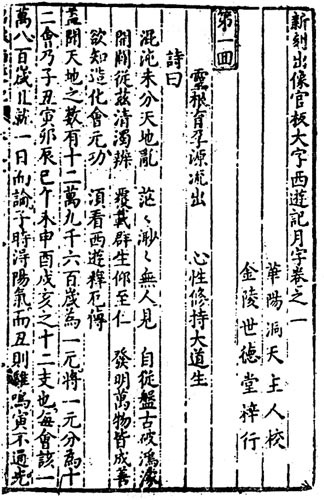 新刻出像官板大字西遊記月字卷之一
華陽洞天主人校
金陵世德堂梓行
第一回
靈根育孕源流出 心性修持大道生
詩曰
混沌未分天地亂 茫〻渺〻無人見 自從盤古破鴻濛
開闢從茲清濁辨 覆載群生仰至仁 發明萬物皆成善
欲知造化會元功 須看西遊釋厄傳
蓋聞天地之數有十二萬九千六百歲為一元將一元分為十
二會乃子丑寅卯辰巳午未申酉戌亥之十二支也每會該一
萬八百歲且就一日而論子時得陽氣而丑則雞鳴寅不通光